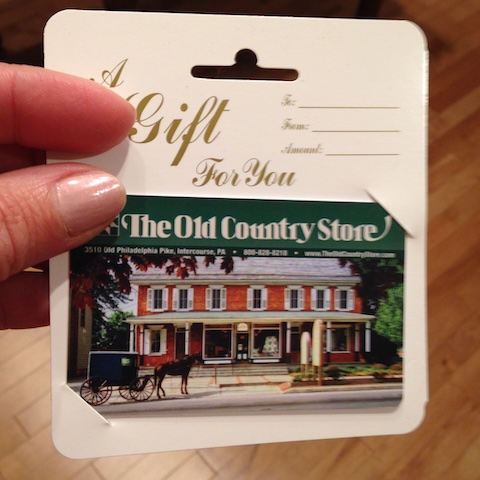 A
Gift
For You
To:
From:
Amount:
The Old Country Store
3510 Old Philadelphia Pike, Intercourse, PA • 800-828-8218 • www.TheOldCountryStore.com